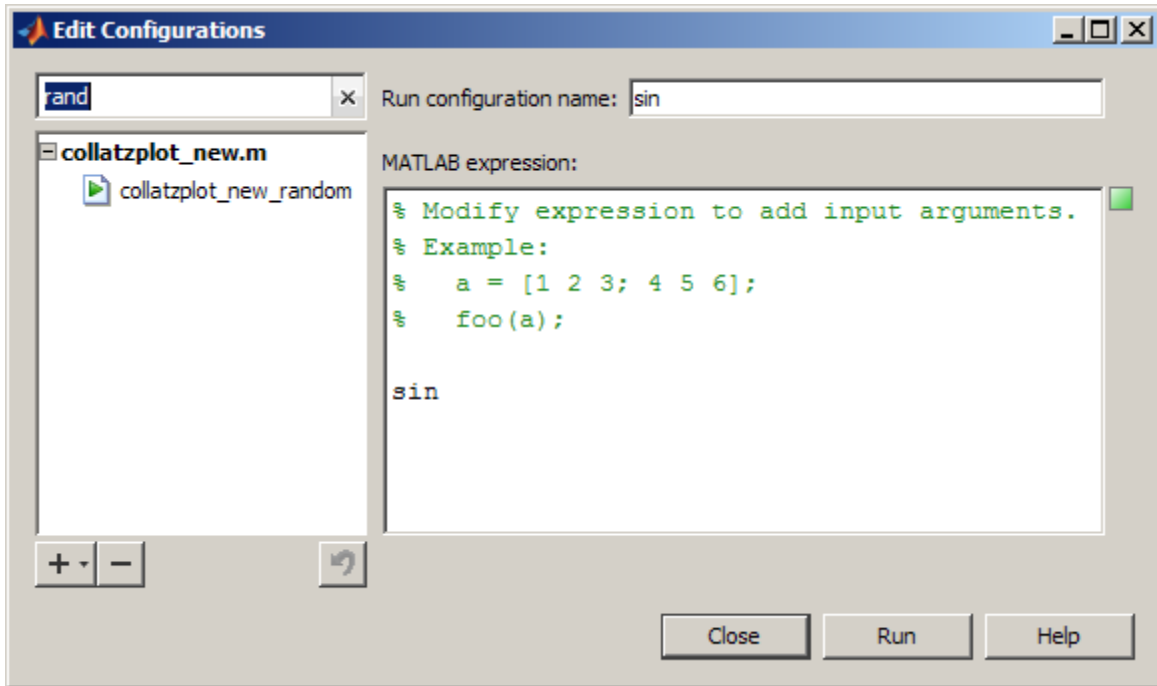 Edit Configurations
rand
Run configuration name: sin
collatzplot_new.m
collatzplot_new_random
MATLAB expression:
% Modify expression to add input arguments.
% Example:
%   a = [1 2 3; 4 5 6];
%   foo(a);
sin
Close Run Help